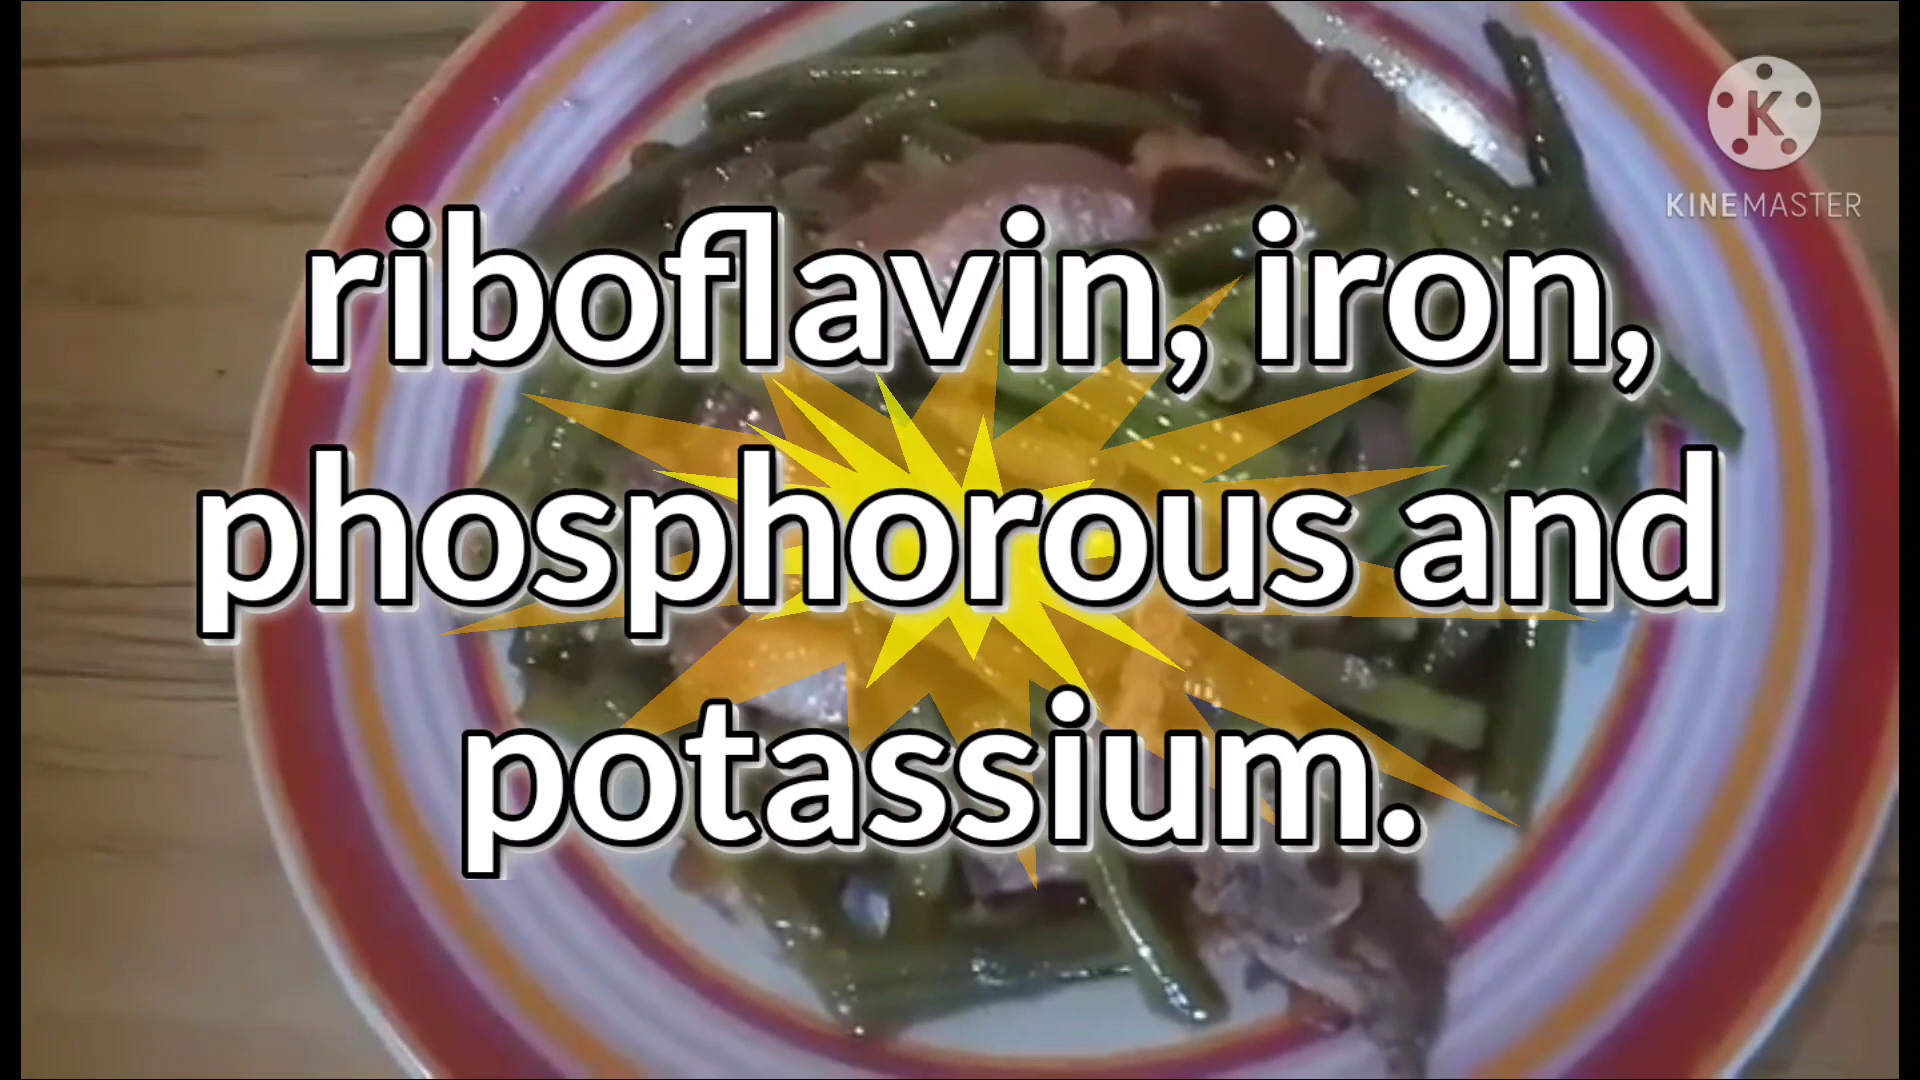 K
KINEMASTER
riboflavin, iron,
phosphorous and
potassium.